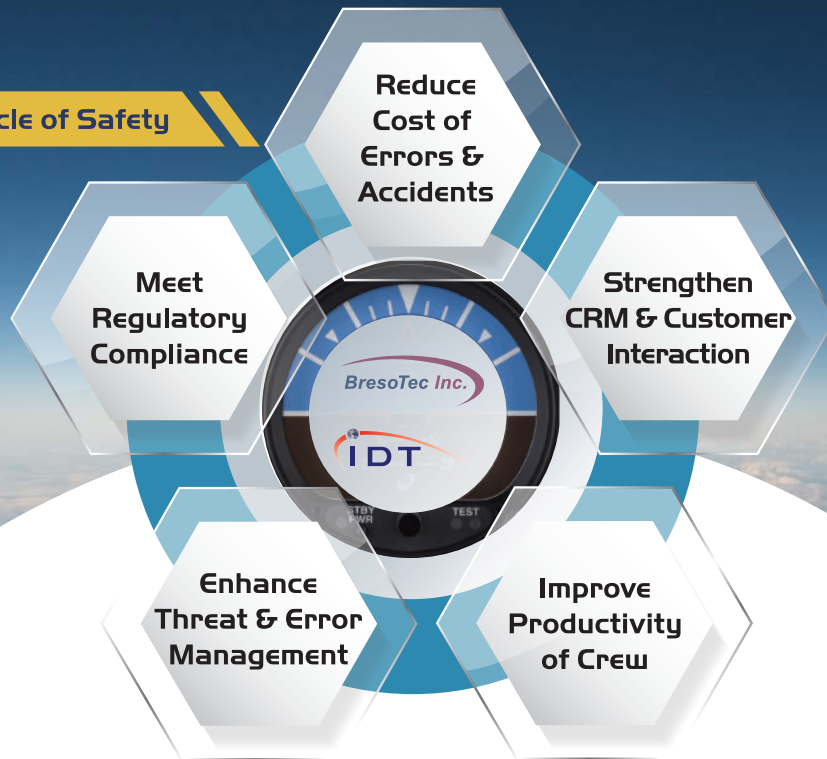 cle of Safety
Reduce
Cost of
Errors &
Accidents
Meet
Regulatory
Compliance
Strengthen
CRM & Customer
Interaction
BresoTec Inc.
IDT
STBY
PWR
TEST
Enhance
Threat & Error
Management
Improve
Productivity
of Crew